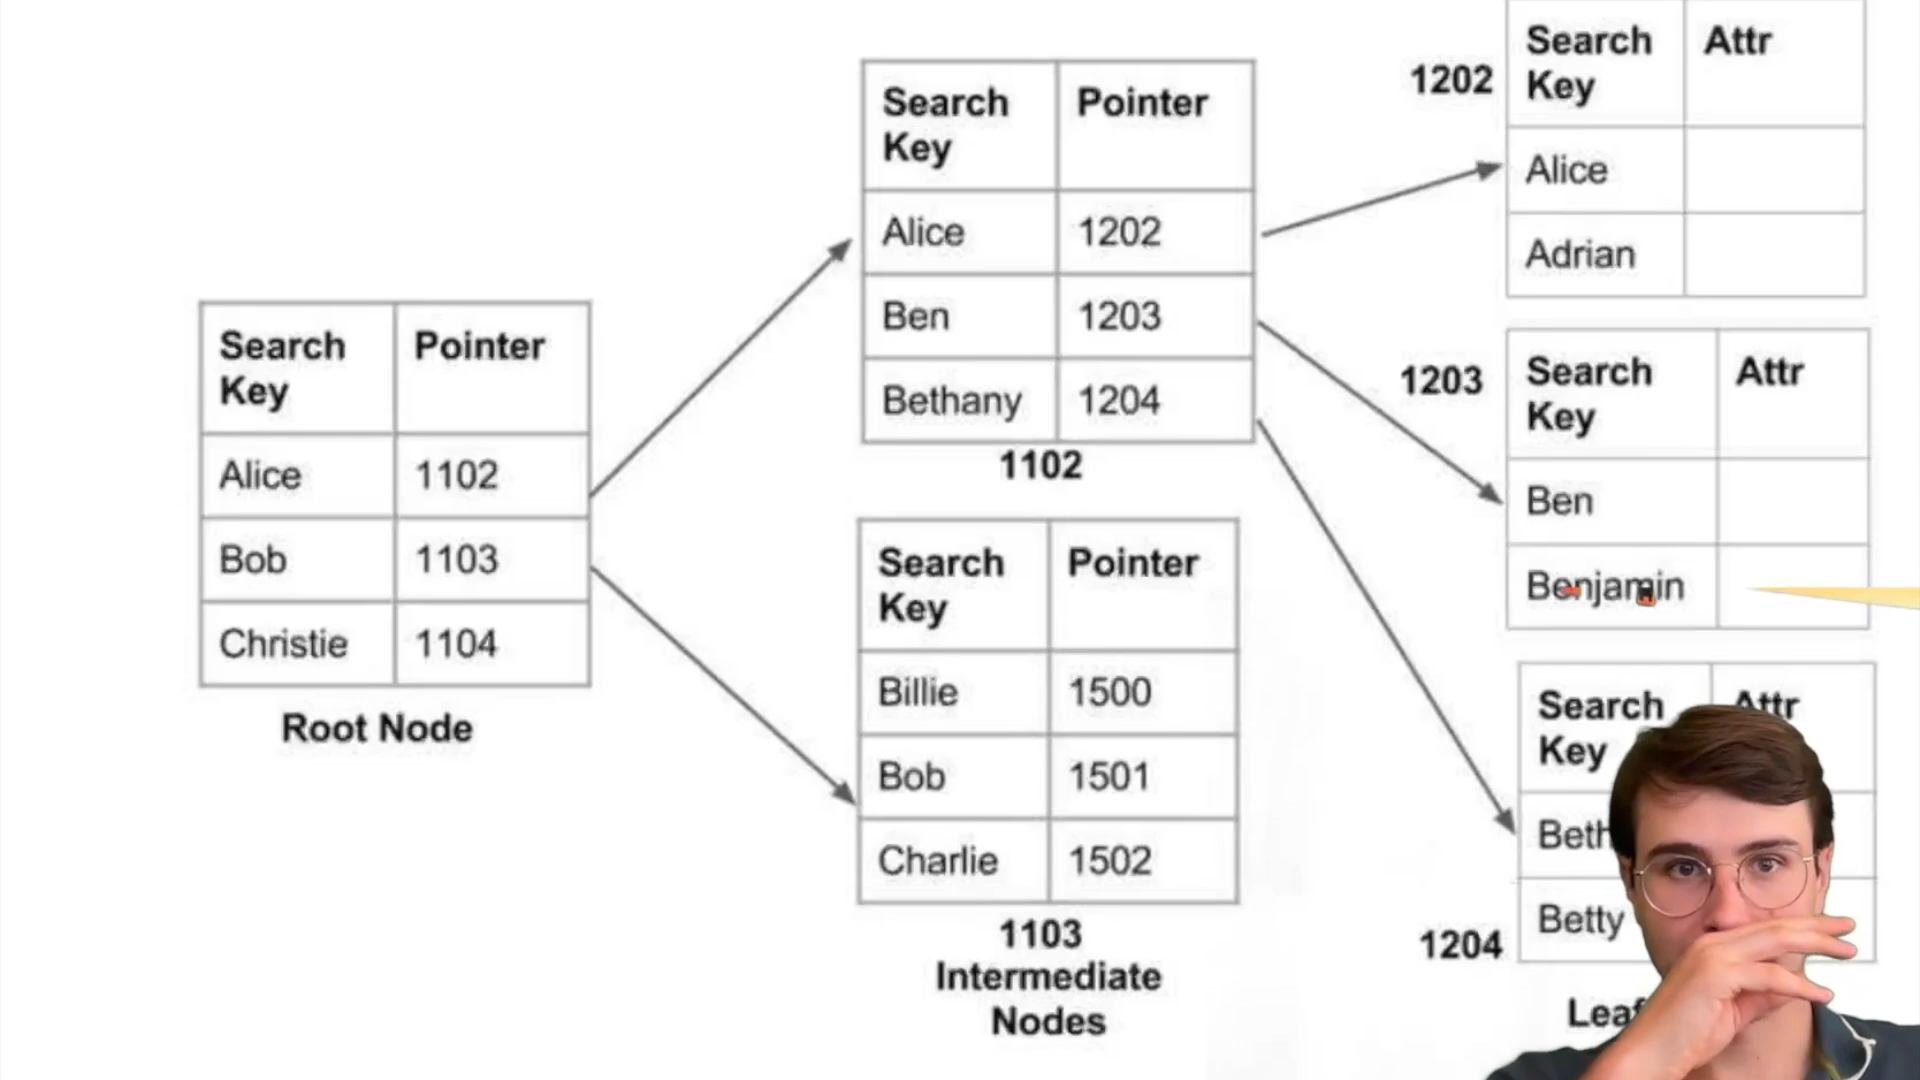 Search Key
Pointer
Alice
1102
Bob
1103
Christie
1104
Root Node
Search Key
Pointer
Alice
1202
Ben
1203
Bethany
1204
1102
Search Key
Pointer
Billie
1500
Bob
1501
Charlie
1502
1103
Intermediate
Nodes
1202
Search Key
Attr
Alice
Adrian
1203
Search Key
Attr
Ben
Benjamin
1204
Search Key
Attr
Betty